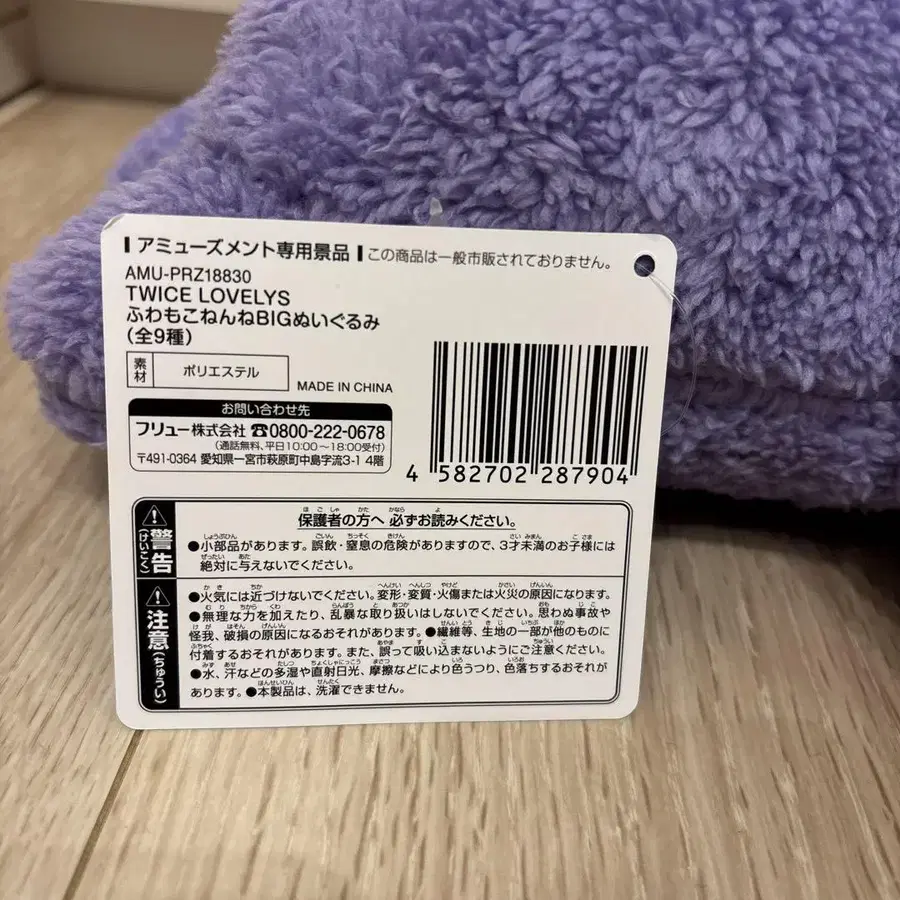 アミューズメント専用景品 この商品は一般市販されておりません。
AMU-PRZ18830
TWICE LOVELYS
ふわもこねんねBIGぬいぐるみ
(全9種)
素材 ポリエステル
MADE IN CHINA
お問い合わせ先
フリュー株式会社 ☎0800-222-0678
(通話無料、平日10:00〜18:00受付)
〒491-0364 愛知県一宮市萩原町中島字流3-1 4階
4 582702 287904
保護者の方へ 必ずお読みください。
警告(けいこく)
●小部品があります。誤飲・窒息の危険がありますので、3才未満のお子様には
絶対に与えないでください。
注意(ちゅうい)
●火気には近づけないでください。変形・変質・火傷または火災の原因になります。
●無理な力を加えたり、乱暴な取り扱いはしないでください。思わぬ事故や
怪我、破損の原因になるおそれがあります。●繊維等、生地の一部が他のものに
付着するおそれがあります。また、誤って吸い込まないようにご注意ください。
●水、汗などの多湿や直射日光、摩擦などにより色うつり、色落ちするおそれが
あります。●本製品は、洗濯できません。